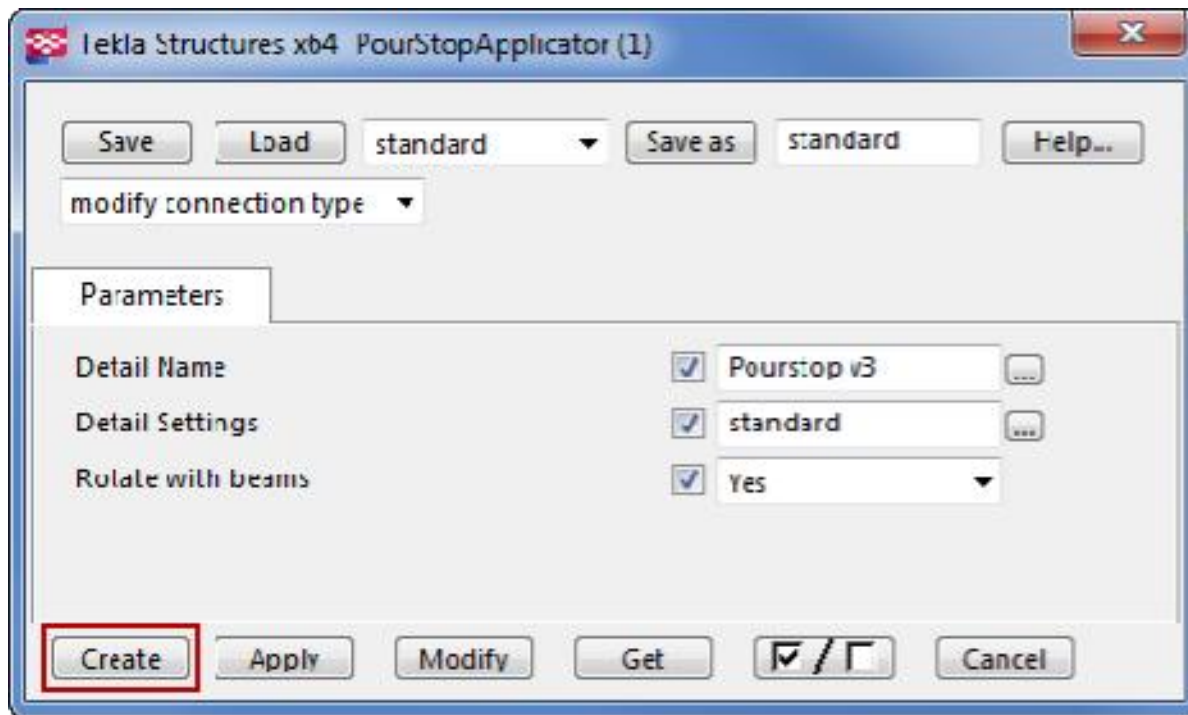 Tekla Structures x64 PourStopApplicator (1)
Save Load standard Save as standard Help...
modify connection type
Parameters
Detail Name Pourstop v3 ...
Detail Settings standard ...
Rotate with beams Yes
Create Apply Modify Get / Cancel